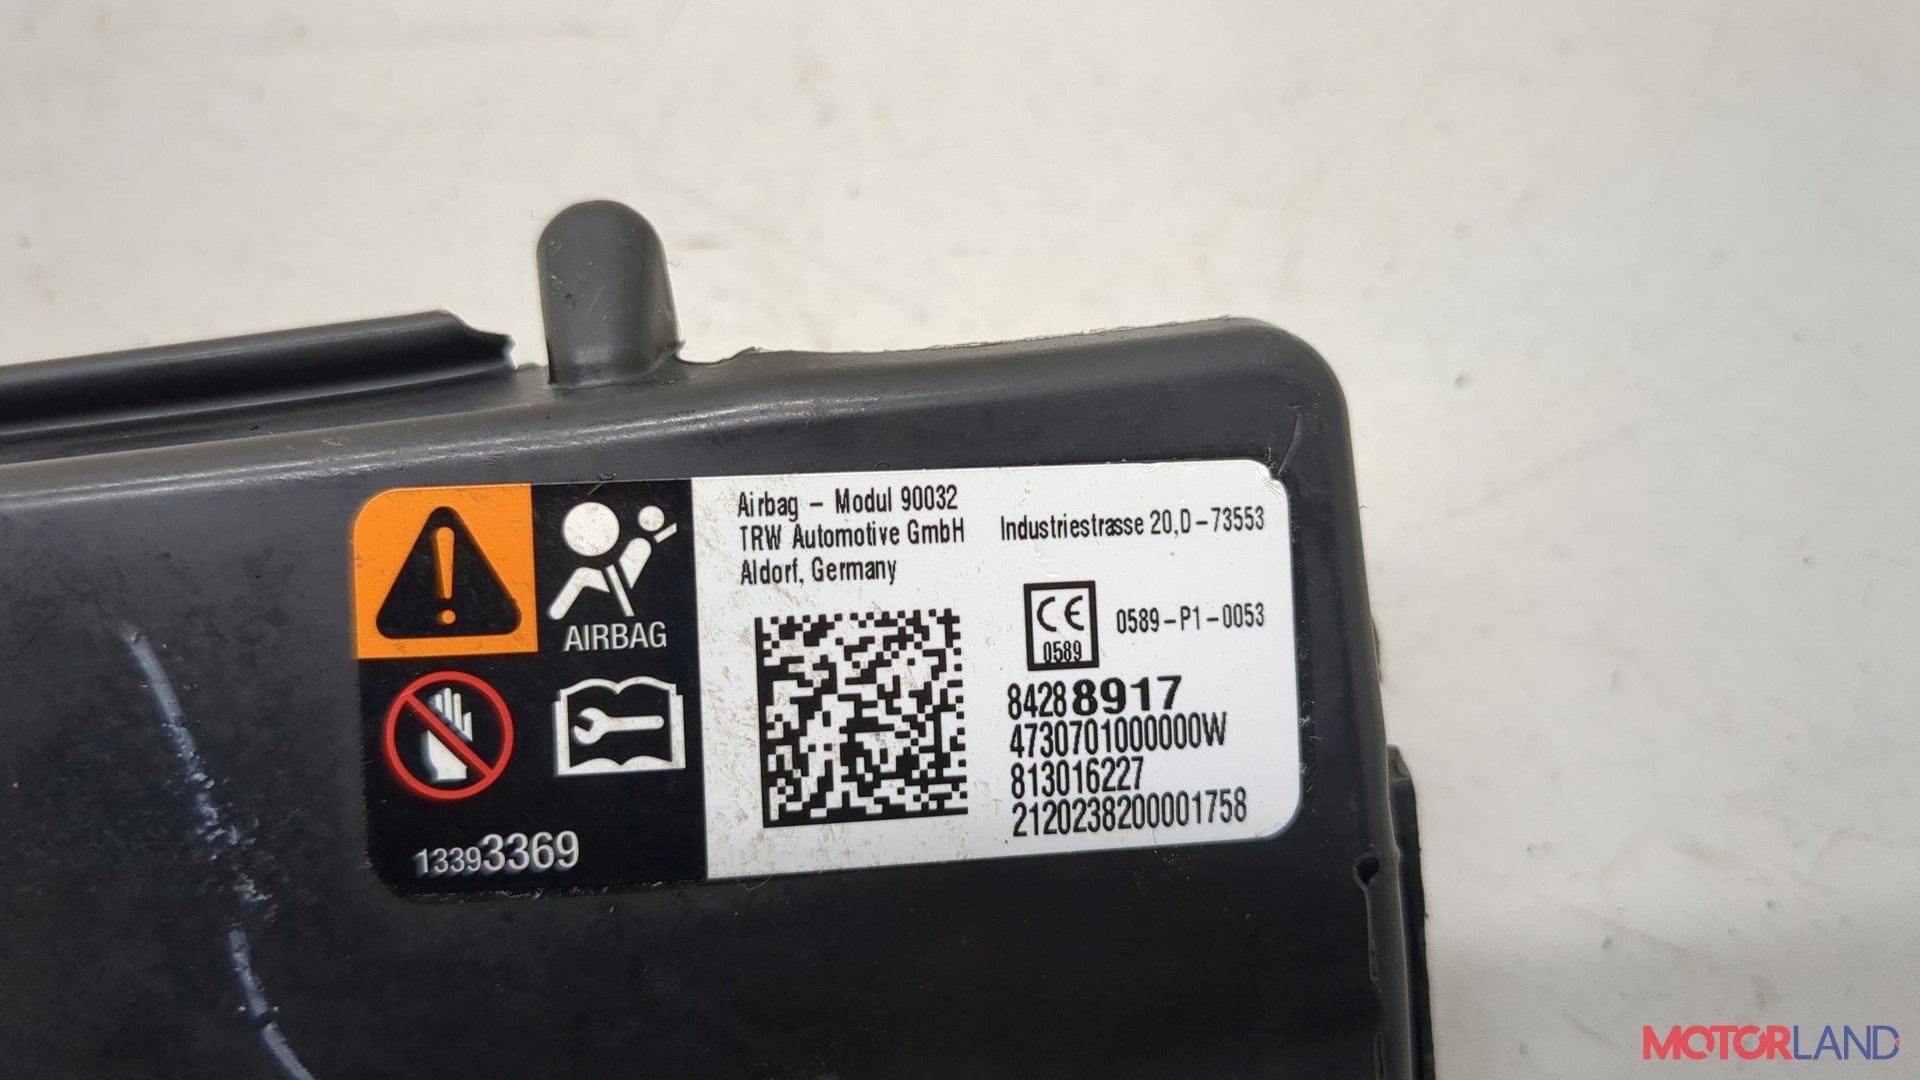 Airbag - Modul 90032
TRW Automotive GmbH
Industriestrasse 20,D-73553
Aldorf, Germany
AIRBAG
CE
0589
0589-P1-0053
84288917
4730701000000W
813016227
2120238200001758
13393369
MOTORLAND